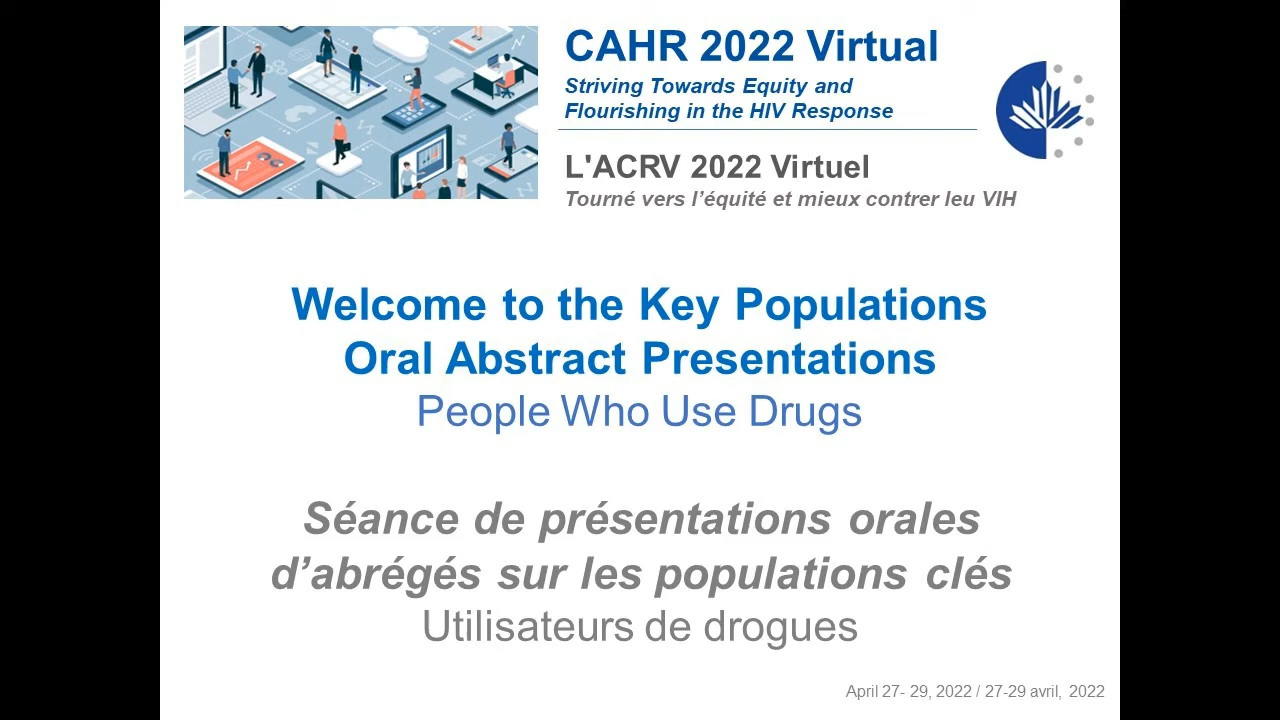 CAHR 2022 Virtual
Striving Towards Equity and
Flourishing in the HIV Response
L'ACRV 2022 Virtuel
Tourné vers l’équité et mieux contrer leu VIH
Welcome to the Key Populations
Oral Abstract Presentations
People Who Use Drugs
Séance de présentations orales
d’abrégés sur les populations clés
Utilisateurs de drogues
April 27- 29, 2022 / 27-29 avril, 2022